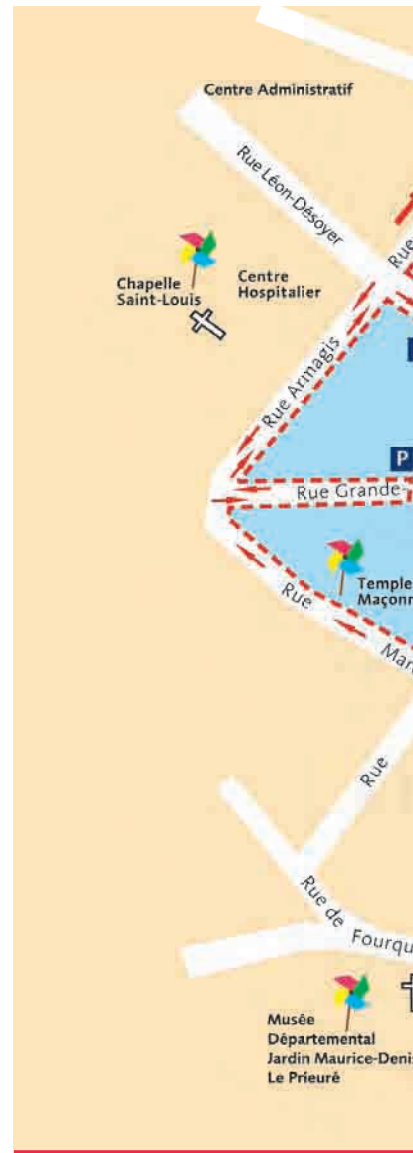 Centre Administratif
Rue Léon-Désoyer
Rue
Chapelle
Saint-Louis
Centre
Hospitalier
Rue Armagis
P
Rue Grande-
Temple
Maçonn
Rue
Mar
Rue
Rue de
Fourqu
Musée
Départemental
Jardin Maurice-Denis
Le Prieuré